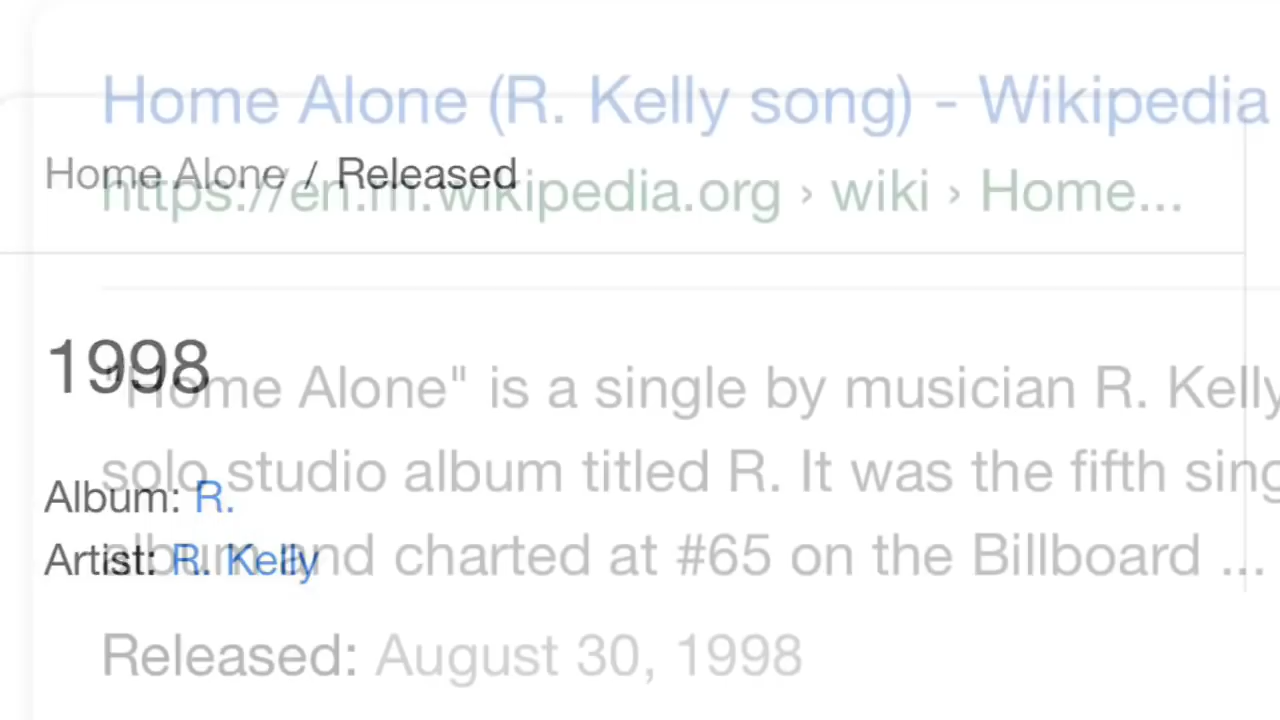 Home Alone (R. Kelly song) - Wikipedia
Home Alone / Released
https://en.m.wikipedia.org › wiki › Home...
1998
"Home Alone" is a single by musician R. Kelly
solo studio album titled R. It was the fifth sing
Album: R.
album and charted at #65 on the Billboard ...
Artist: R. Kelly
Released: August 30, 1998